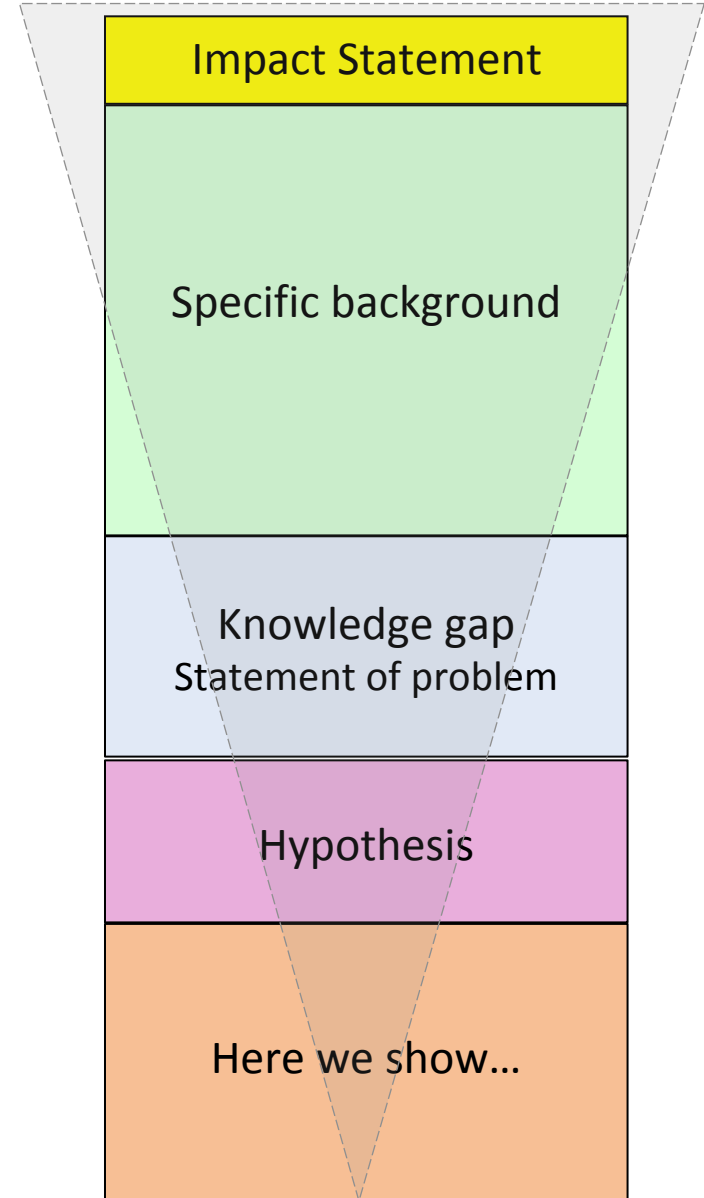 Impact Statement
Specific background
Knowledge gap
Statement of problem
Hypothesis
Here we show…